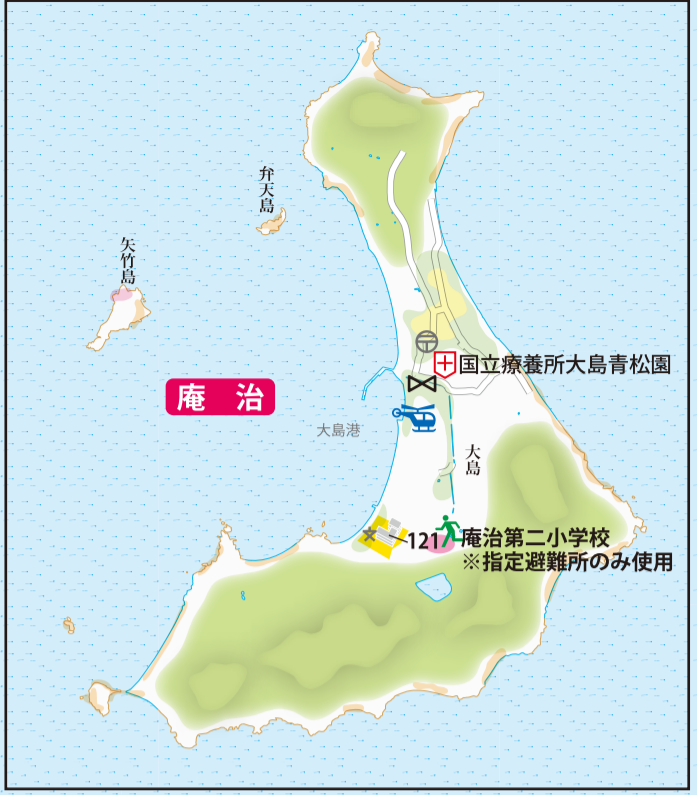 弁天島
矢竹島
国立療養所大島青松園
庵 治
大島港
大島
121
庵治第二小学校
※指定避難所のみ使用